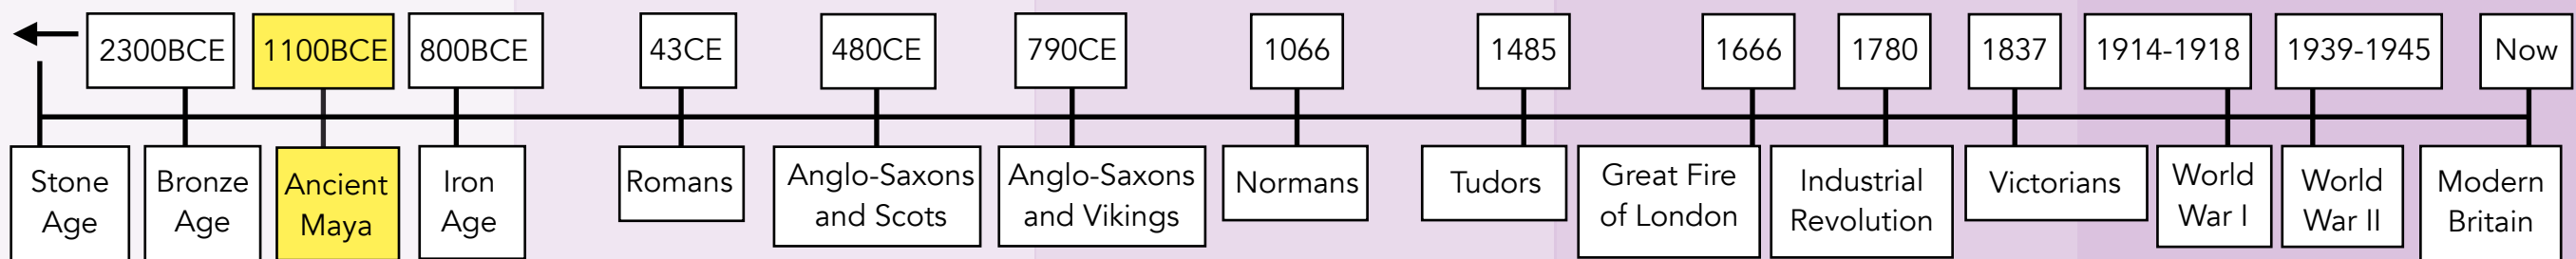 2300BCE
1100BCE
800BCE
43CE
480CE
790CE
1066
1485
1666
1780
1837
1914-1918
1939-1945
Now
Stone
Age
Bronze
Age
Ancient
Maya
Iron
Age
Romans
Anglo-Saxons
and Scots
Anglo-Saxons
and Vikings
Normans
Tudors
Great Fire
of London
Industrial
Revolution
Victorians
World
War I
World
War II
Modern
Britain